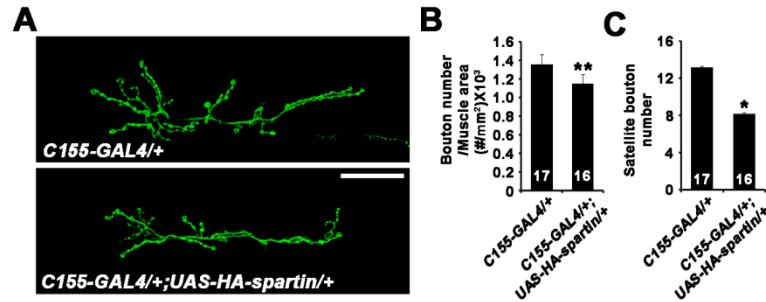 A
C155-GAL4/+
C155-GAL4/+;UAS-HA-spartin/+
B
Bouton number
/Muscle area
(#/mm²)X10³
1.6
1.4
1.2
1.0
0.8
0.6
0.4
0.2
0
**
17
16
C155-GAL4/+
C155-GAL4/+;
UAS-HA-spartin/+
C
Satellite bouton
number
16
12
8
4
0
*
17
16
C155-GAL4/+
C155-GAL4/+;
UAS-HA-spartin/+